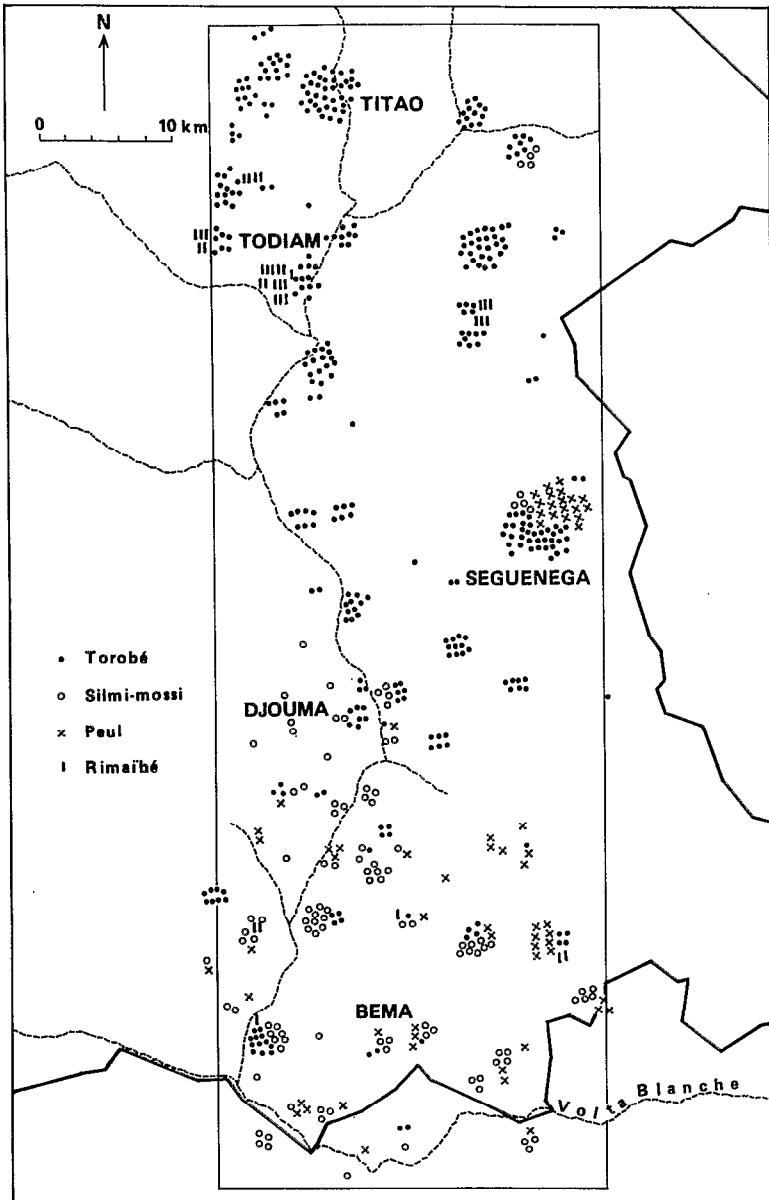 N
0 10 km
TITAO
TODIAM
SEGUENEGA
DJOUMA
Torobé
Silmi-mossi
Peul
Rimaïbé
BEMA
Volta Blanche